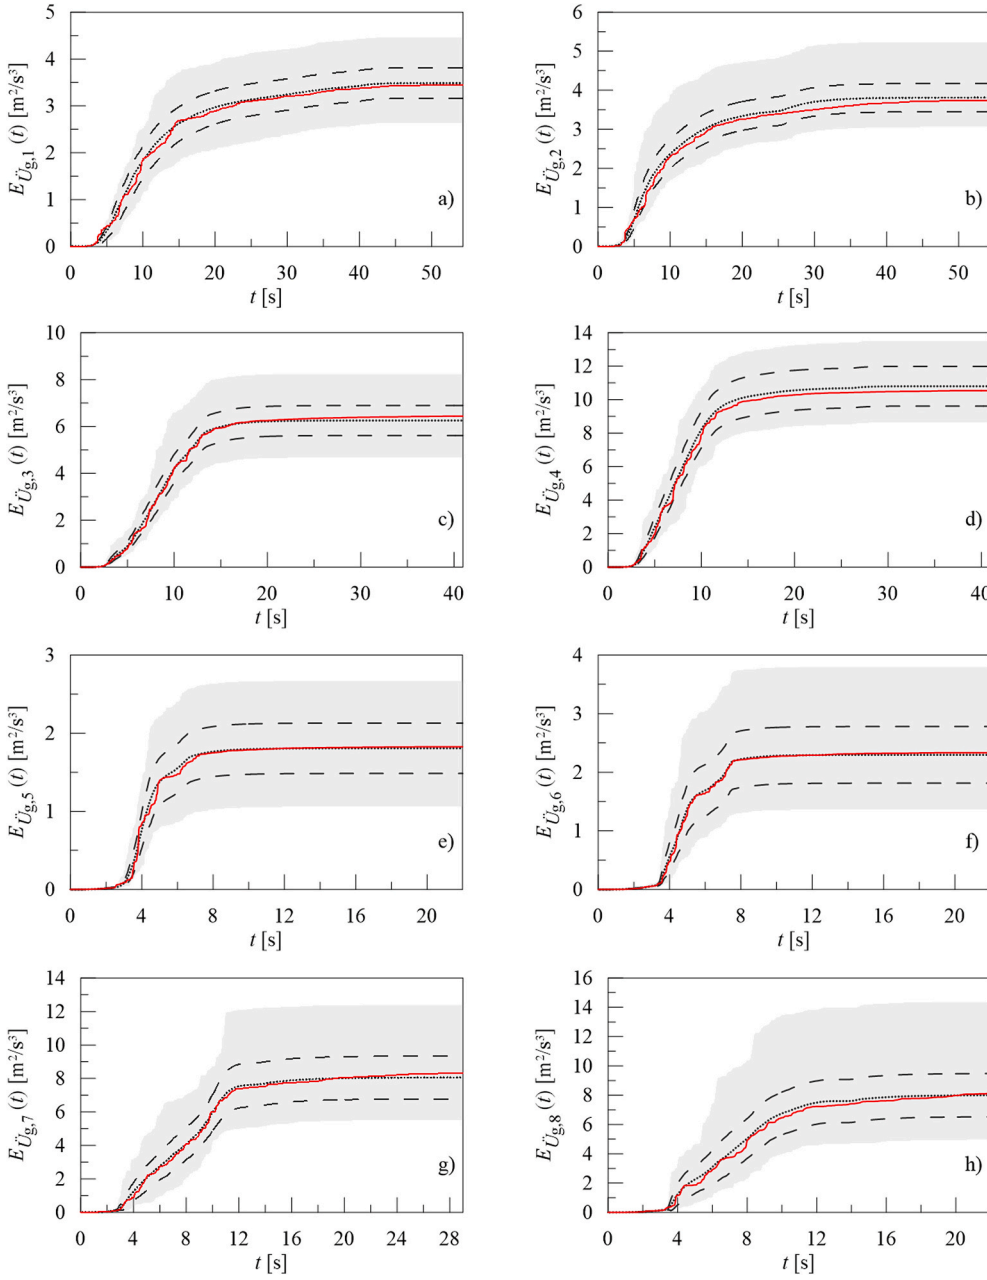 5
4
3
2
1
0
E_{Ü_{g,1}}(t) [m²/s³]
a)
0 10 20 30 40 50
t [s]
6
5
4
3
2
1
0
E_{Ü_{g,2}}(t) [m²/s³]
b)
0 10 20 30 40 50
t [s]
10
8
6
4
2
0
E_{Ü_{g,3}}(t) [m²/s³]
c)
0 10 20 30 40
t [s]
14
12
10
8
6
4
2
0
E_{Ü_{g,4}}(t) [m²/s³]
d)
0 10 20 30 40
t [s]
3
2
1
0
E_{Ü_{g,5}}(t) [m²/s³]
e)
0 4 8 12 16 20
t [s]
4
3
2
1
0
E_{Ü_{g,6}}(t) [m²/s³]
f)
0 4 8 12 16 20
t [s]
14
12
10
8
6
4
2
0
E_{Ü_{g,7}}(t) [m²/s³]
g)
0 4 8 12 16 20 24 28
t [s]
16
14
12
10
8
6
4
2
0
E_{Ü_{g,8}}(t) [m²/s³]
h)
0 4 8 12 16 20
t [s]